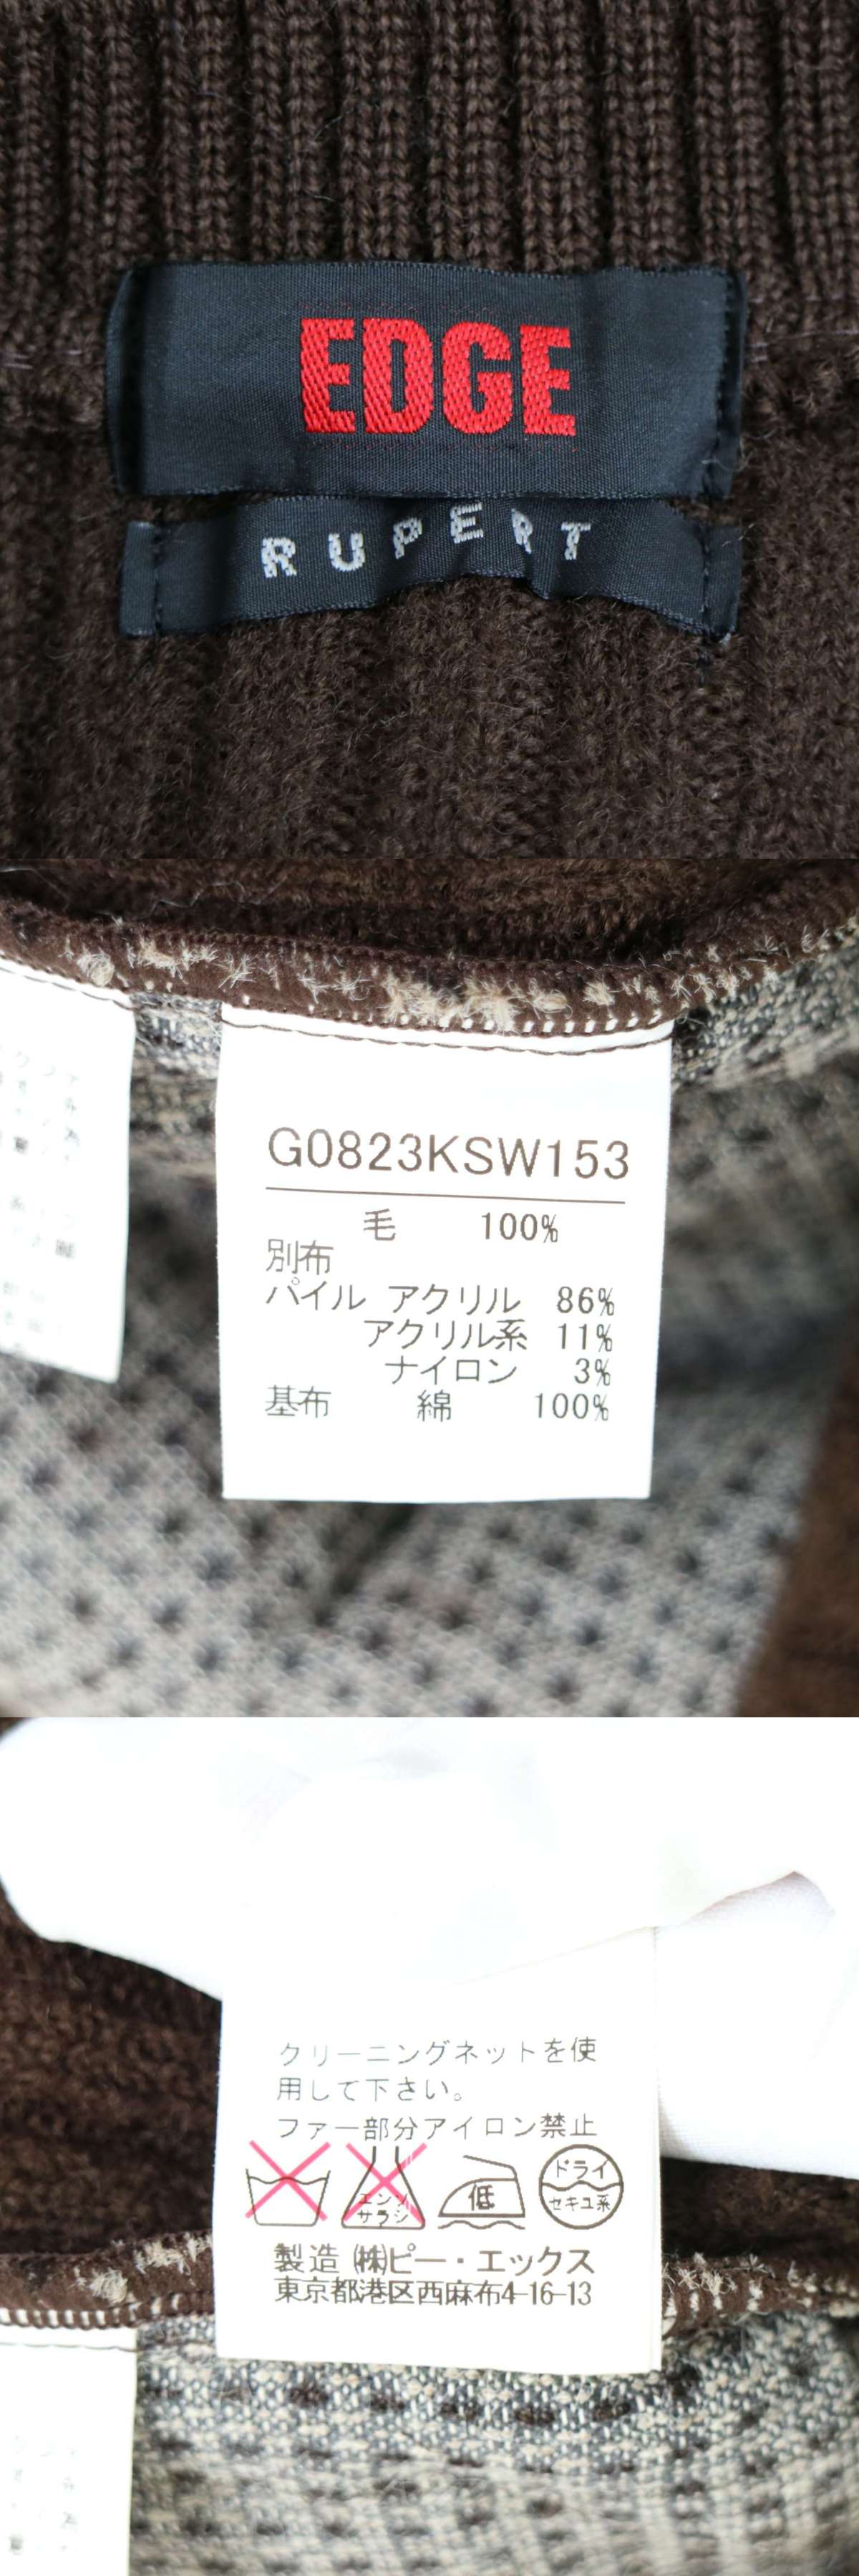 EDGE
RUPERT
G0823KSW153
毛 100%
別布
パイル アクリル 86%
アクリル系 11%
ナイロン 3%
基布 綿 100%
クリーニングネットを使
用して下さい。
ファー部分アイロン禁止
エンソ
サラシ
低
ドライ
セキユ系
製造 ㈱ピー・エックス
東京都港区西麻布4-16-13